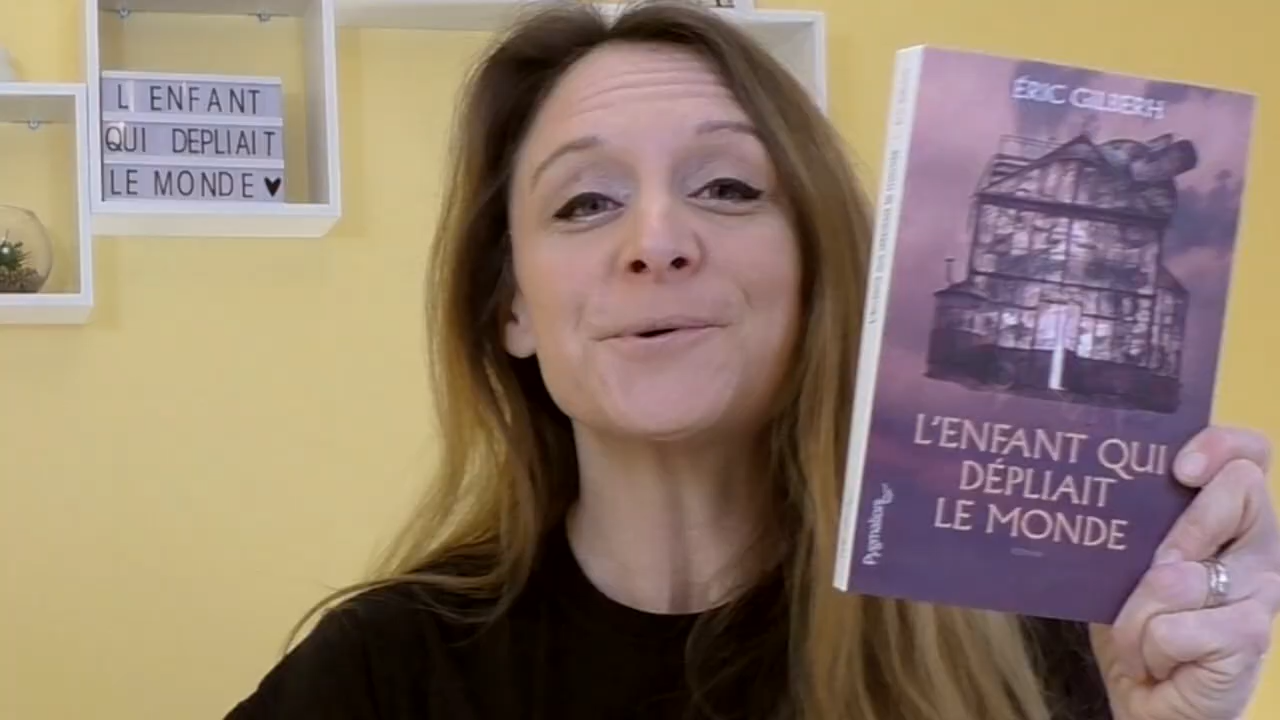 L ENFANT
QUI DEPLIAIT
LE MONDE♥
ÉRIC GILBERH
L'ENFANT QUI
DÉPLIAIT
LE MONDE
Pygmalion